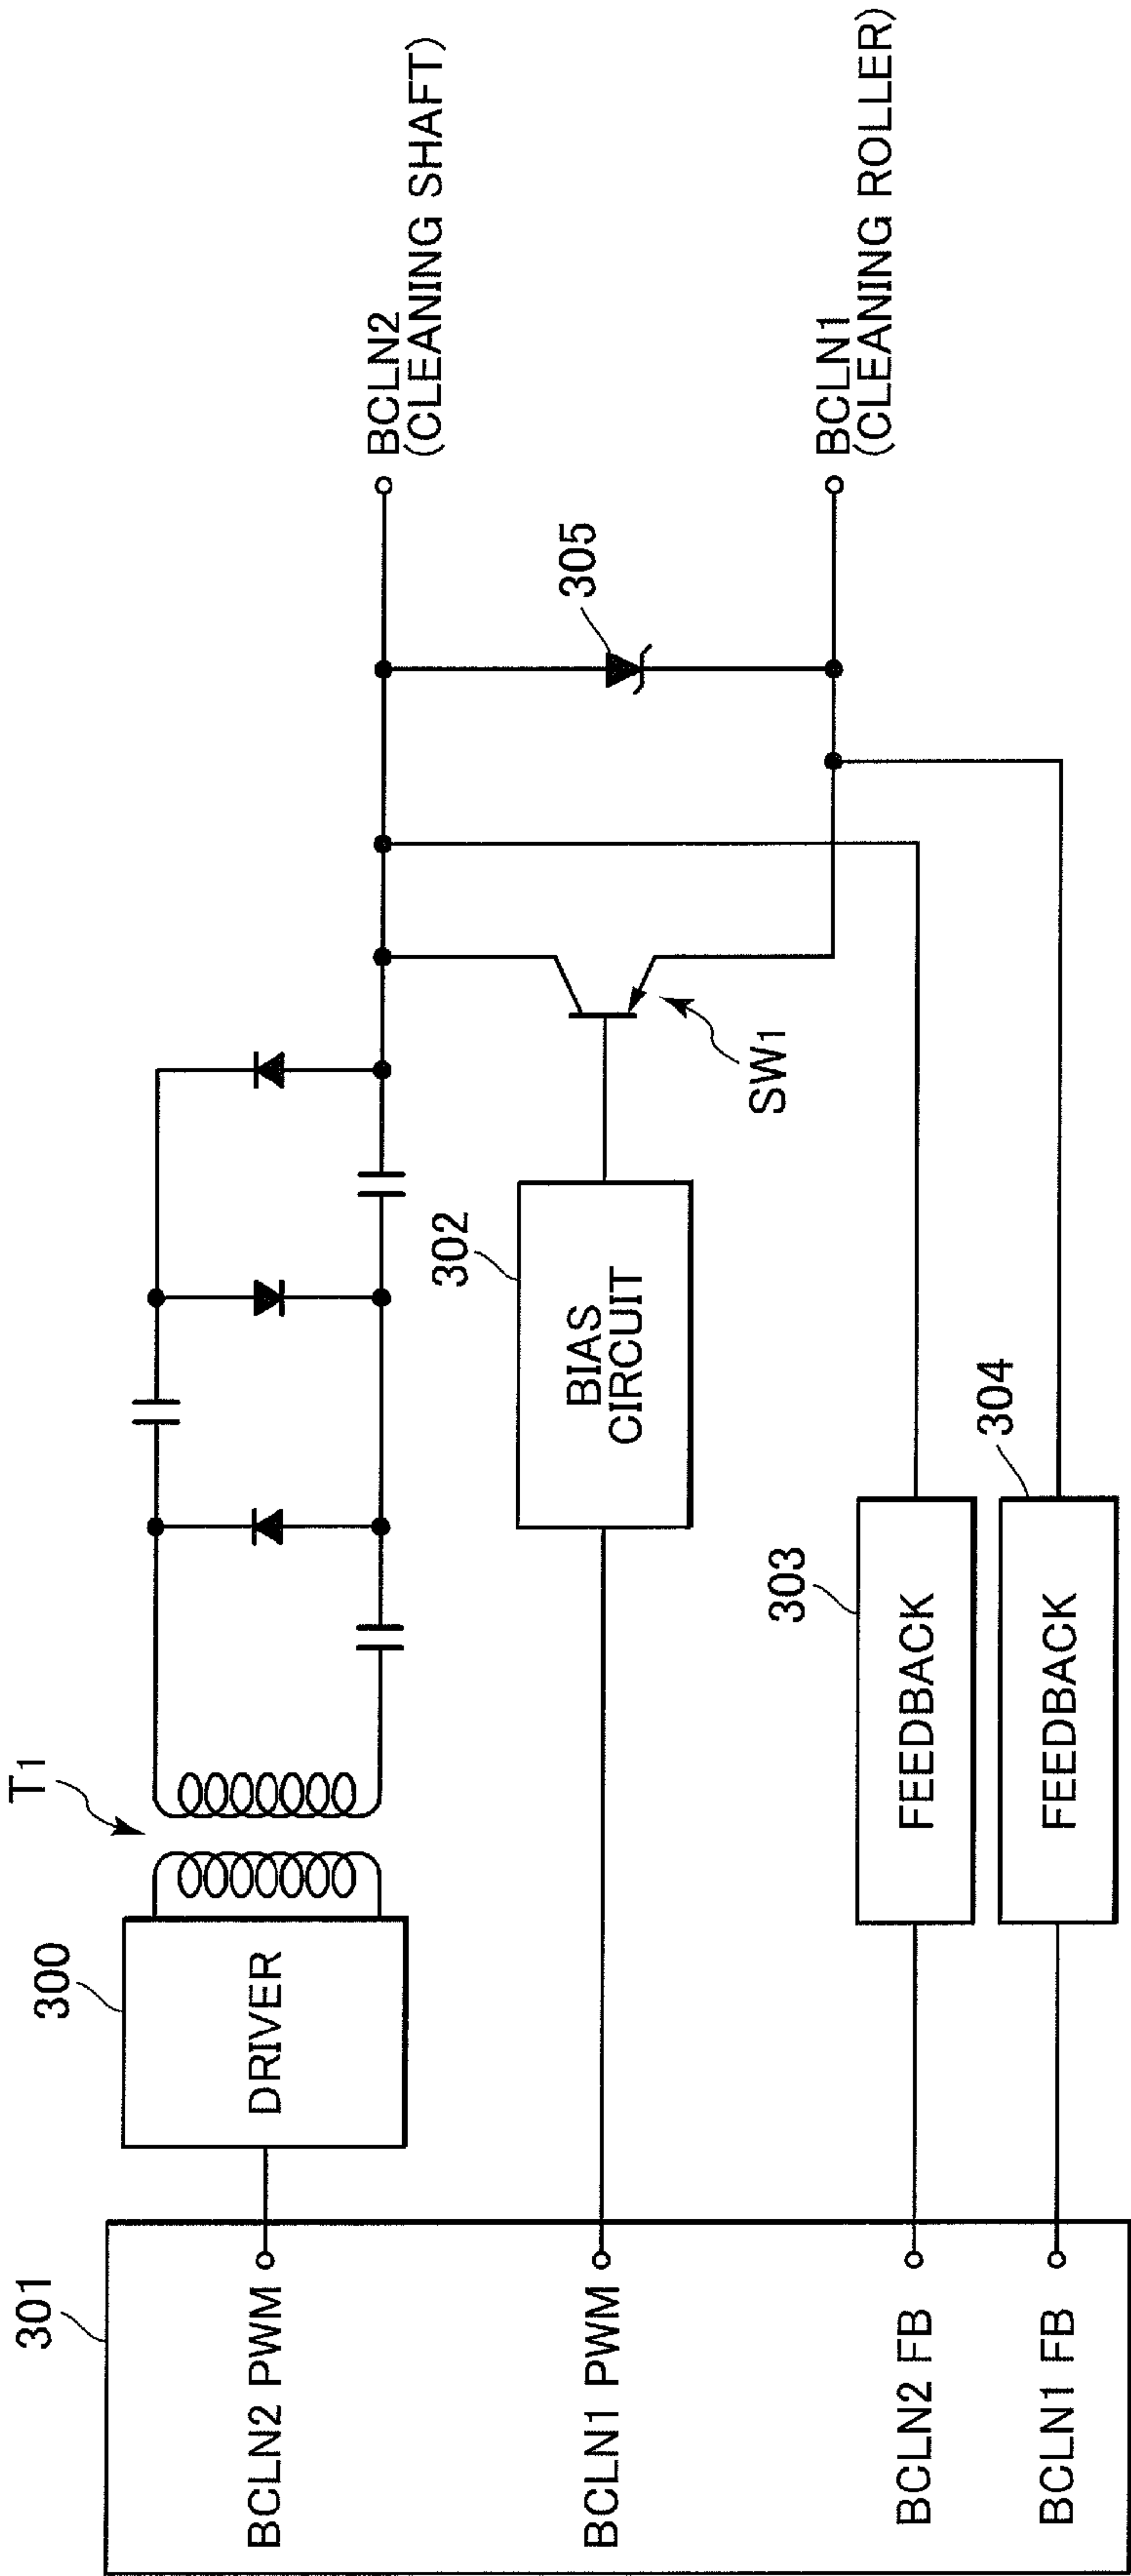 301
BCLN2 PWM
BCLN1 PWM
BCLN2 FB
BCLN1 FB
300
DRIVER
T1
302
BIAS
CIRCUIT
303
FEEDBACK
304
FEEDBACK
SW1
305
BCLN2
(CLEANING SHAFT)
BCLN1
(CLEANING ROLLER)